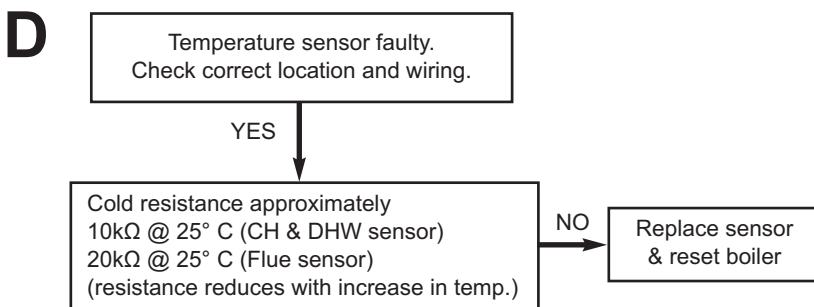 D
Temperature sensor faulty.
Check correct location and wiring.
YES
Cold resistance approximately
10kΩ @ 25° C (CH & DHW sensor)
20kΩ @ 25° C (Flue sensor)
(resistance reduces with increase in temp.)
NO
Replace sensor
& reset boiler